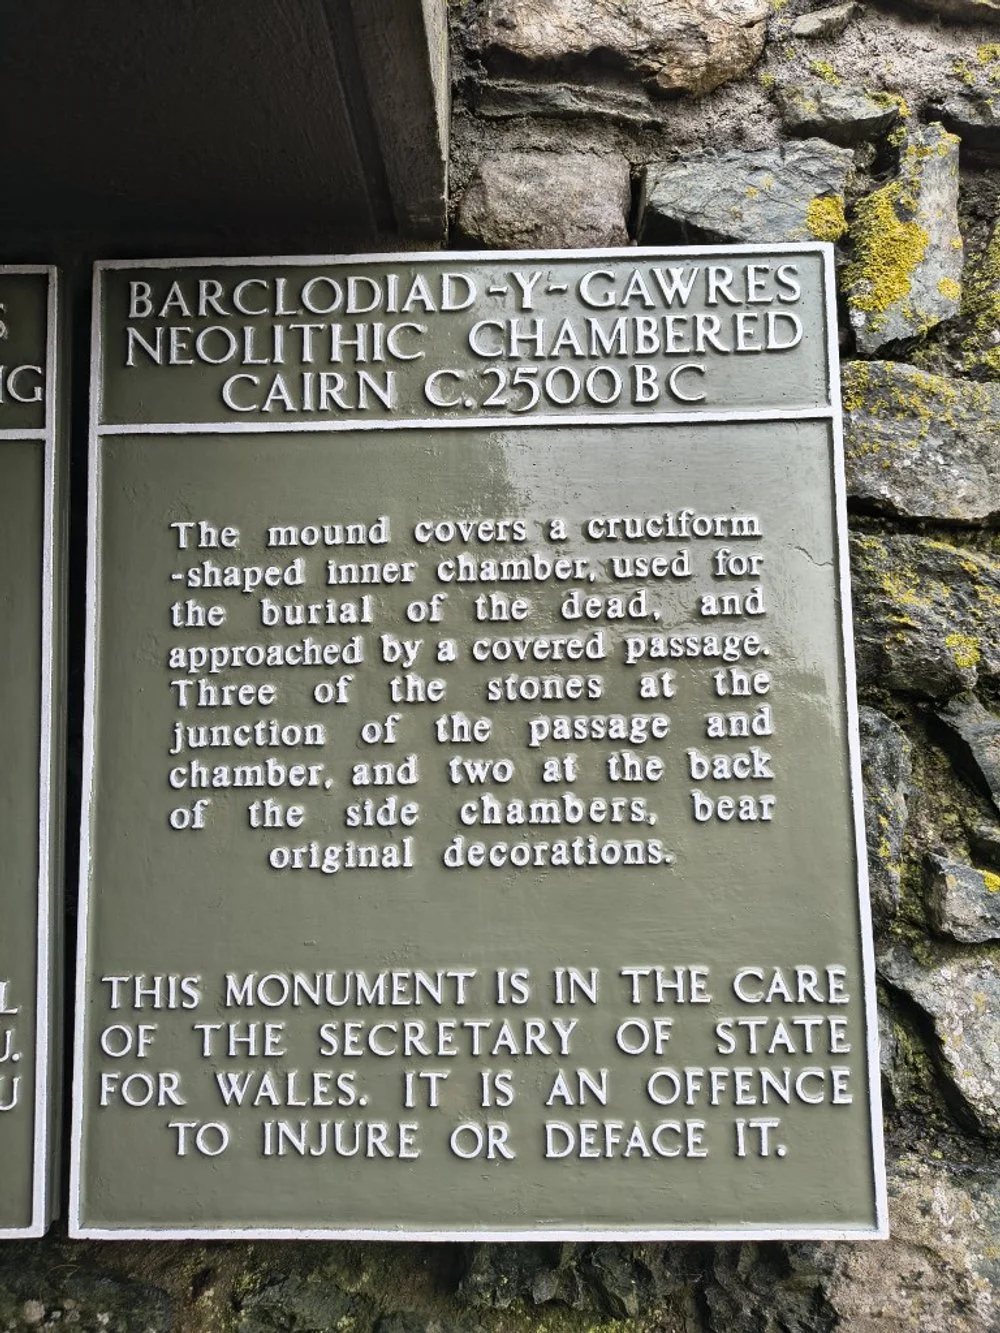 BARCLODIAD-Y-GAWRES
NEOLITHIC CHAMBERED
CAIRN C.2500BC
The mound covers a cruciform
-shaped inner chamber, used for
the burial of the dead, and
approached by a covered passage.
Three of the stones at the
junction of the passage and
chamber, and two at the back
of the side chambers, bear
original decorations.
THIS MONUMENT IS IN THE CARE
OF THE SECRETARY OF STATE
FOR WALES. IT IS AN OFFENCE
TO INJURE OR DEFACE IT.